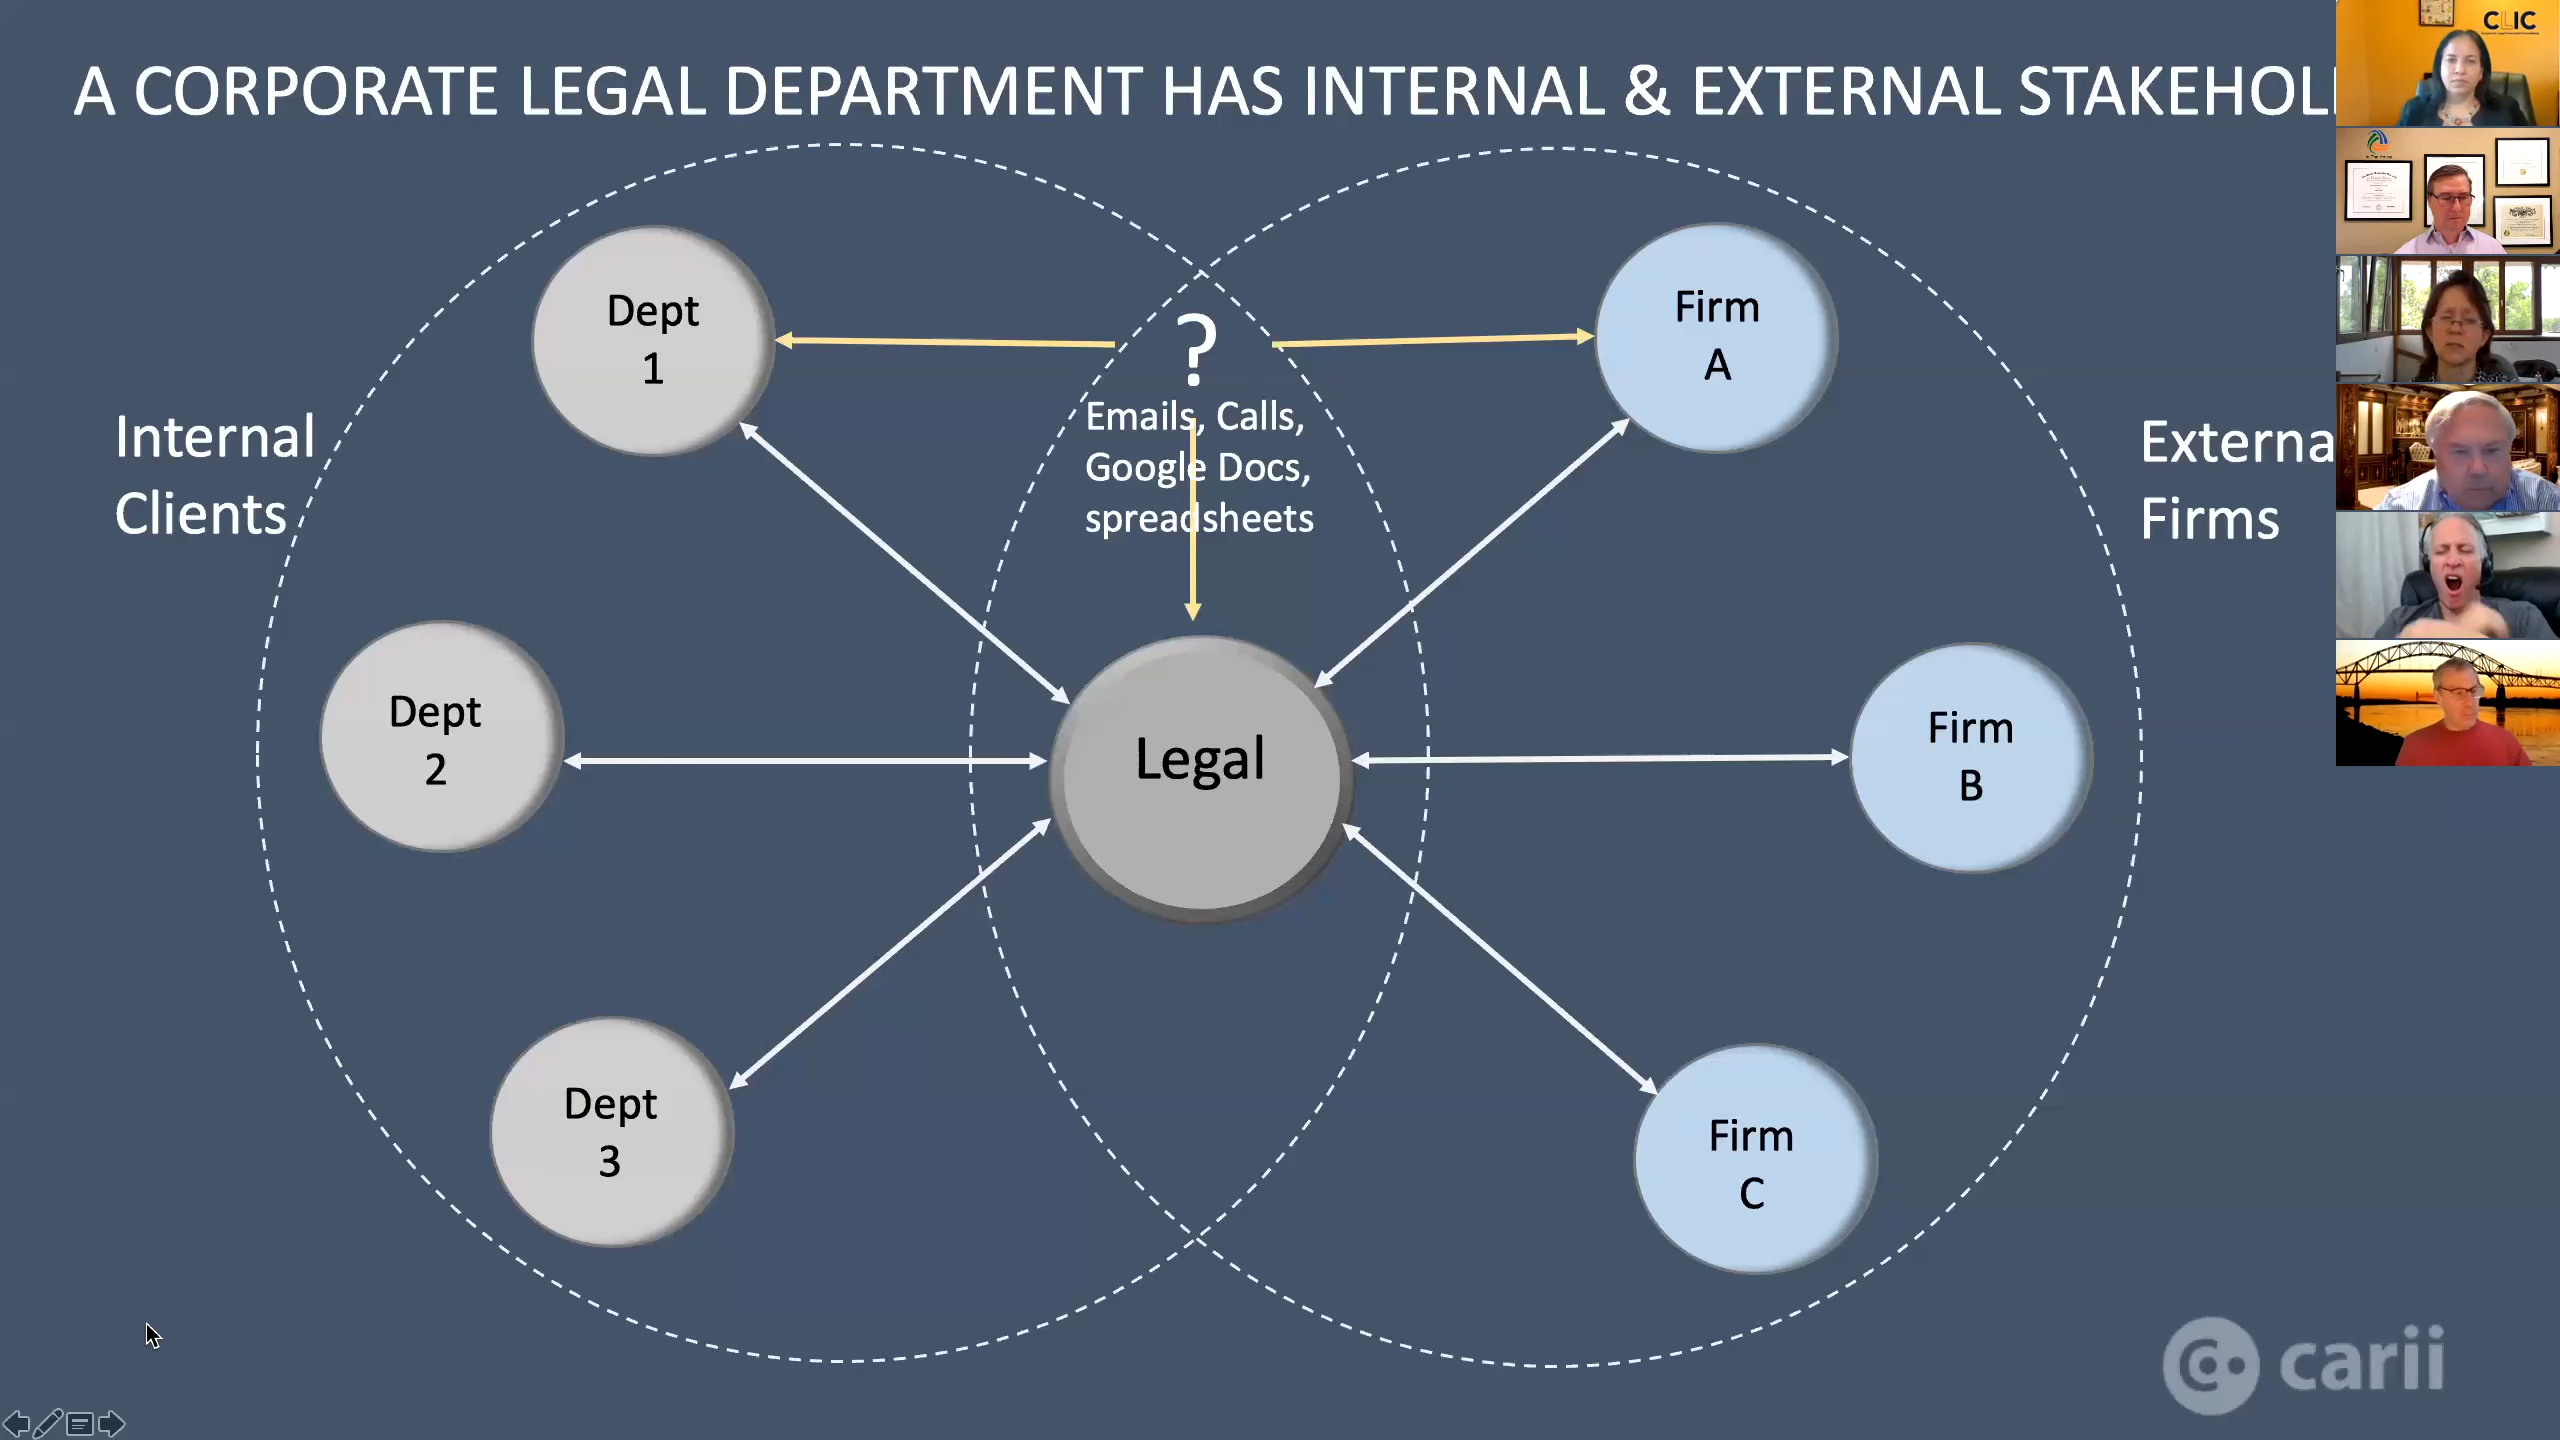 A CORPORATE LEGAL DEPARTMENT HAS INTERNAL & EXTERNAL STAKEHOL
CLIC
Dept
1
?
Firm
A
Emails, Calls,
Google Docs,
spreadsheets
Internal
Clients
Externa
Firms
Dept
2
Legal
Firm
B
Dept
3
Firm
C
carii